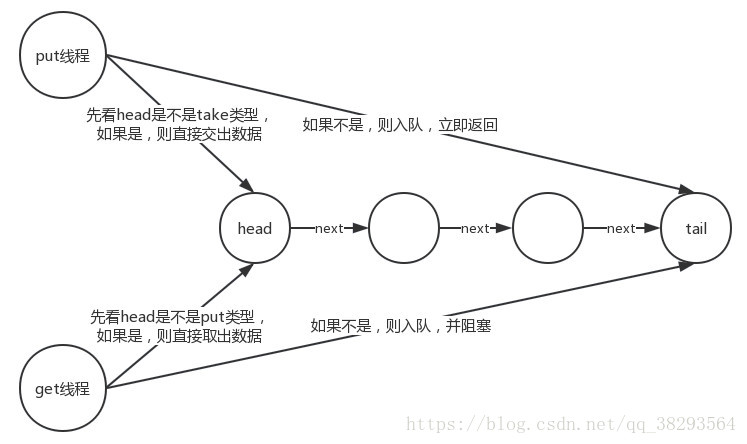 put线程
先看head是不是take类型，
如果是，则直接交出数据
如果不是，则入队，立即返回
head
next
next
next
tail
先看head是不是put类型，
如果是，则直接取出数据
如果不是，则入队，并阻塞
get线程
https://blog.csdn.net/qq_38293564